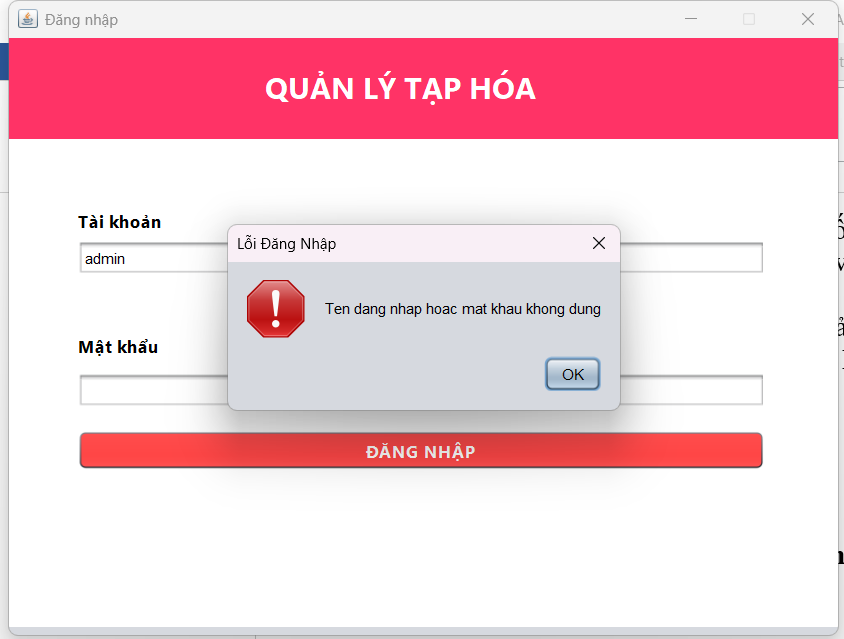 Đăng nhập
QUẢN LÝ TẠP HÓA
Tài khoản
admin
Lỗi Đăng Nhập
Ten dang nhap hoac mat khau khong dung
OK
Mật khẩu
ĐĂNG NHẬP